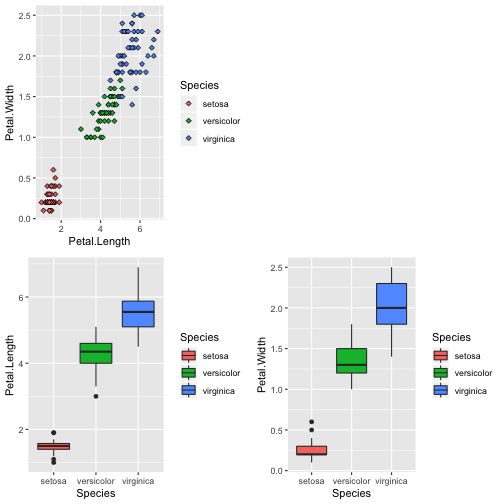 2.5
2.0
1.5
1.0
0.5
0.0
Petal.Width
2 4 6
Petal.Length
Species
setosa
versicolor
virginica
6
4
2
Petal.Length
setosa versicolor virginica
Species
Species
setosa
versicolor
virginica
2.5
2.0
1.5
1.0
0.5
0.0
Petal.Width
setosa versicolor virginica
Species
Species
setosa
versicolor
virginica